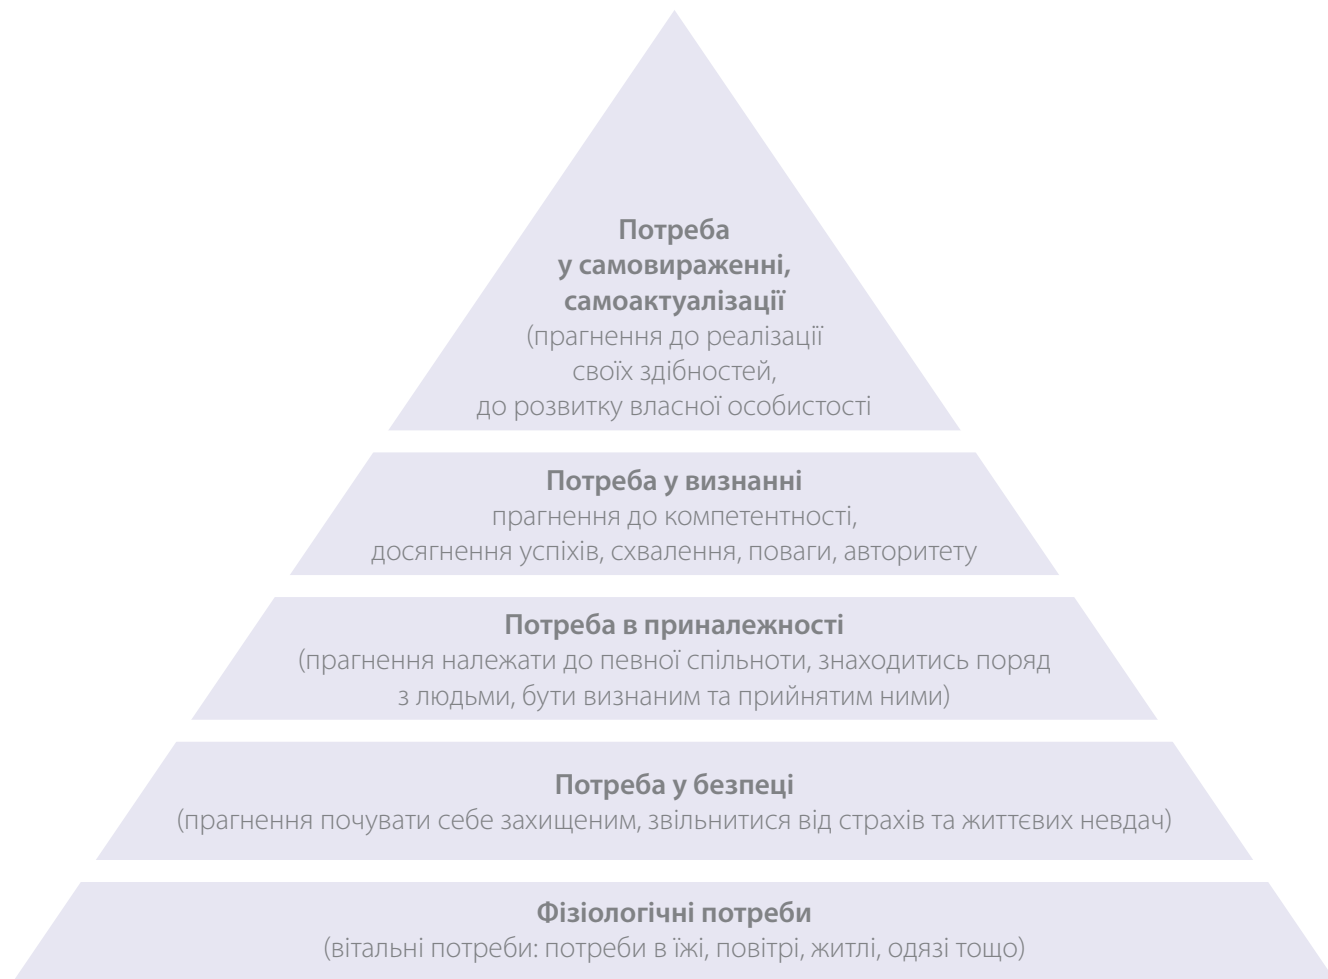 Потреба
у самовираженні,
самоактуалізації
(прагнення до реалізації
своїх здібностей,
до розвитку власної особистості
Потреба у визнанні
прагнення до компетентності,
досягнення успіхів, схвалення, поваги, авторитету
Потреба в приналежності
(прагнення належати до певної спільноти, знаходитись поряд
з людьми, бути визнаним та прийнятим ними)
Потреба у безпеці
(прагнення почувати себе захищеним, звільнитися від страхів та життєвих невдач)
Фізіологічні потреби
(вітальні потреби: потреби в їжі, повітрі, житлі, одязі тощо)